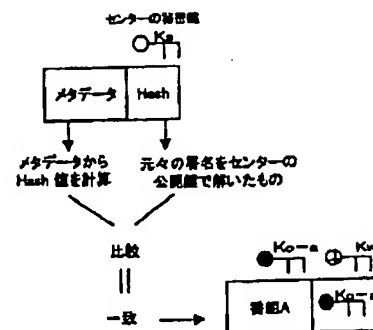 センターの秘密鍵
Ks
メタデータ Hash
メタデータから
Hash 値を計算
元々の署名をセンターの
公開鍵で解いたもの
比較
一致
Ko-a
番組A